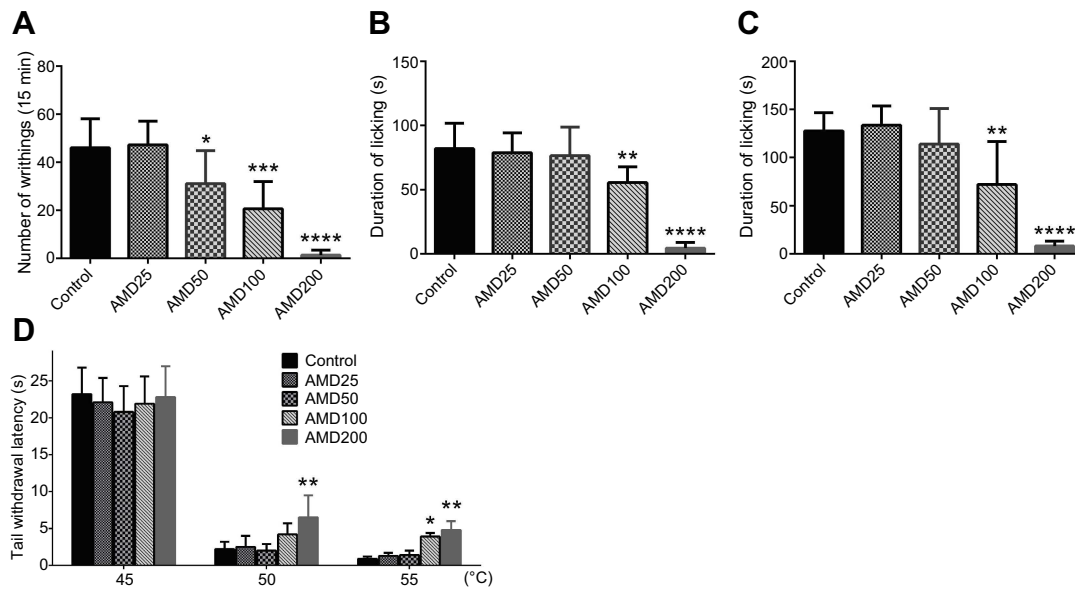 A
Number of writhings (15 min)
80
60
40
20
0
*
***
****
Control
AMD25
AMD50
AMD100
AMD200
B
Duration of licking (s)
150
100
50
0
**
****
Control
AMD25
AMD50
AMD100
AMD200
C
Duration of licking (s)
200
150
100
50
0
**
****
Control
AMD25
AMD50
AMD100
AMD200
D
Tail withdrawal latency (s)
25
20
15
10
5
0
Control
AMD25
AMD50
AMD100
AMD200
**
*
**
45
50
55
(°C)